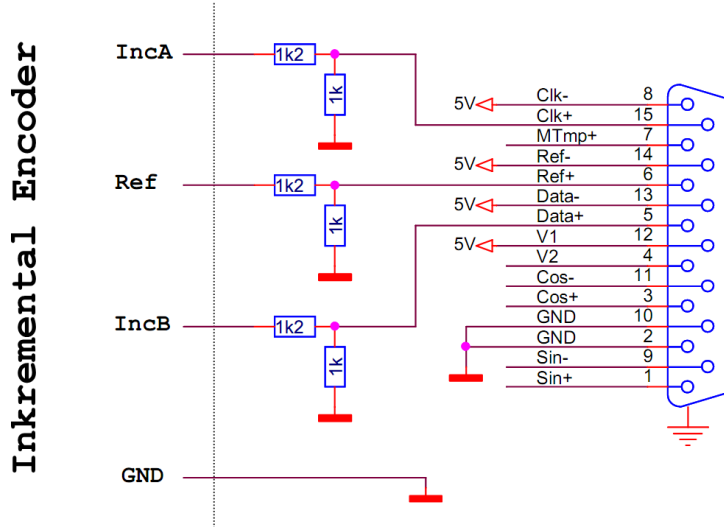 Inkremental Encoder
IncA
1k2
1k
Ref
1k2
1k
IncB
1k2
1k
GND
5V Clk- 8
Clk+ 15
MTmp+ 7
5V Ref- 14
Ref+ 6
5V Data- 13
Data+ 5
5V V1 12
V2 4
Cos- 11
Cos+ 3
GND 10
GND 2
Sin- 9
Sin+ 1